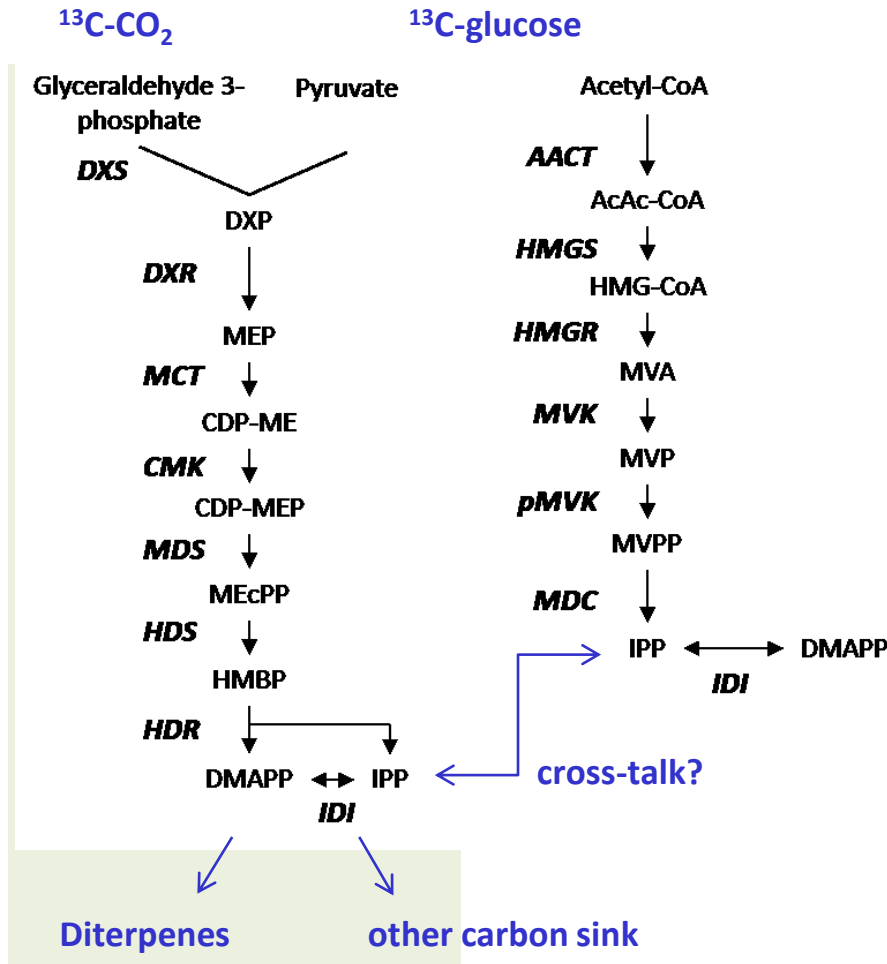 ¹³C-CO₂
¹³C-glucose
Glyceraldehyde 3-
phosphate
Pyruvate
DXS
DXP
DXR
MEP
MCT
CDP-ME
CMK
CDP-MEP
MDS
MEcPP
HDS
HMBP
HDR
DMAPP
IPP
IDI
Acetyl-CoA
AACT
AcAc-CoA
HMGS
HMG-CoA
HMGR
MVA
MVK
MVP
pMVK
MVPP
MDC
IPP
DMAPP
IDI
cross-talk?
Diterpenes
other carbon sink